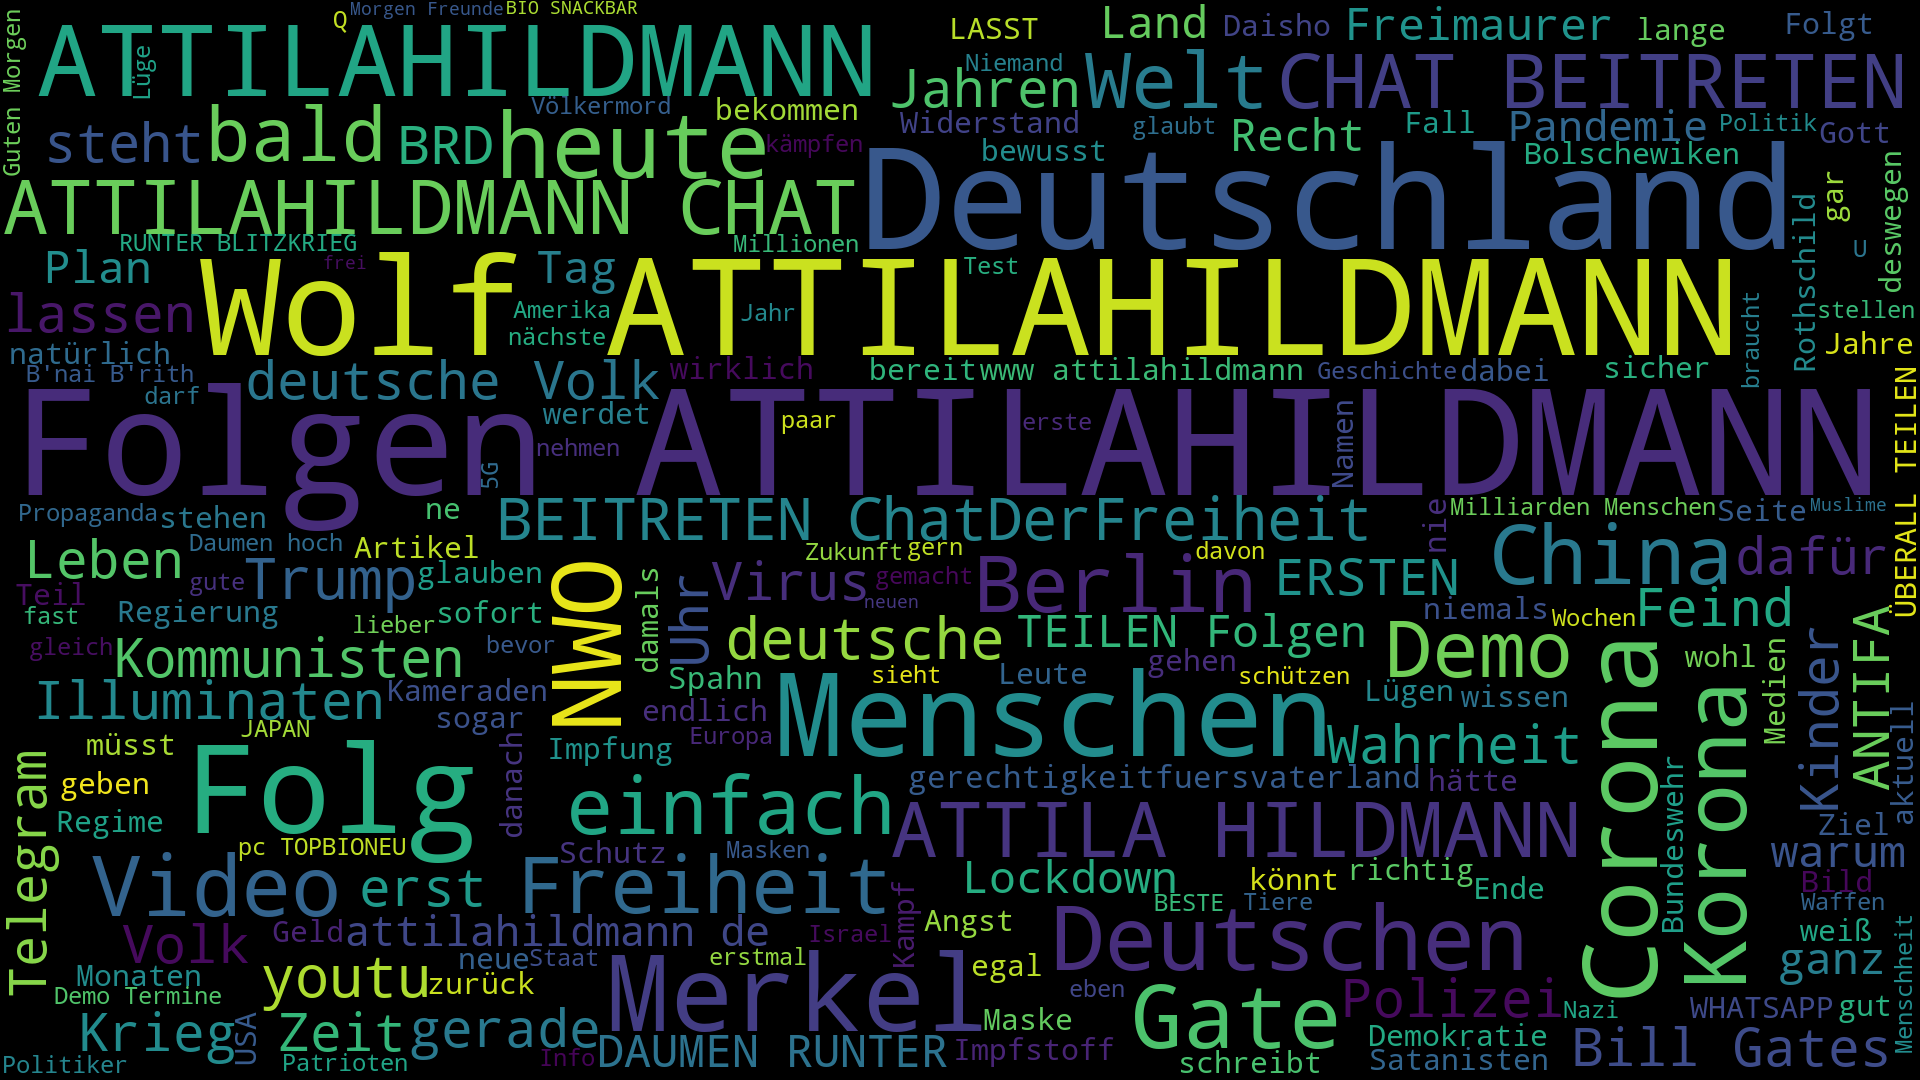 Morgen Freunde
BIO SNACKBAR
Q
ATTILAHILDMANN
Lüge
Guten Morgen
LASST
Land
Daisho
Freimaurer
lange
Folgt
Niemand
Jahren
Welt
CHAT BEITRETEN
Völkermord
bekommen
steht
bald
BRD
heute
kämpfen
Widerstand
glaubt
Recht
Fall
Pandemie
Politik
Gott
bewusst
Bolschewiken
Deutschland
ATTILAHILDMANN CHAT
gar
deswegen
Rothschild
U
RUNTER BLITZKRIEG
Millionen
Plan
frei
Wolf ATTILAHILDMANN
Tag
Test
lassen
Amerika
Jahr
nächste
stellen
braucht
Jahre
natürlich
B'nai B'rith
darf
deutsche Volk
wirklich
bereit
www attilahildmann
Geschichte
dabei
sicher
ÜBERALL TEILEN
werdet
paar
erste
Folgen ATTILAHILDMANN
nehmen
Namen
5G
Propaganda
stehen
ne
BEITRETEN ChatDerFreiheit
nie
Milliarden Menschen
Seite
Muslime
Leben
Daumen hoch
Artikel
Zukunft
gern
davon
China
dafür
Teil
gute
Trump
glauben
NWO
damals
Uhr
Virus
gemacht
neuen
Berlin
ERSTEN
fast
Regierung
lieber
sofort
niemals
Wochen
Feind
gleich
Kommunisten
bevor
deutsche
TEILEN Folgen
Demo
Corona
Korona
wohl
Kinder
ANTIFA
Spahn
sieht
Leute
gehen
schützen
Lügen
wissen
Medien
Illuminaten
Kameraden
sogar
endlich
Europa
Menschen
JAPAN
müsst
Impfung
Wahrheit
aktuell
Telegram
geben
Folg
danach
einfach
gerechtigkeitfuersvaterland
hätte
Regime
ATTILA HILDMANN
Bundeswehr
Ziel
pc TOPBIONEU
Schutz
Masken
warum
Video
erst
Freiheit
Kampf
Lockdown
könnt
richtig
Ende
Bild
Waffen
BESTE
Tiere
Volk
Geld
attilahildmann de
Israel
Angst
Deutschen
weiß
Menschheit
Monaten
youtu
neue
Staat
erstmal
egal
ganz
zurück
Merkel
eben
Gate
Polizei
Nazi
WHATSAPP
gut
Demo Termine
Krieg
USA
Zeit
gerade
Maske
Demokratie
Bill Gates
Politiker
Patrioten
Info
DAUMEN RUNTER
Impfstoff
schreibt
Satanisten